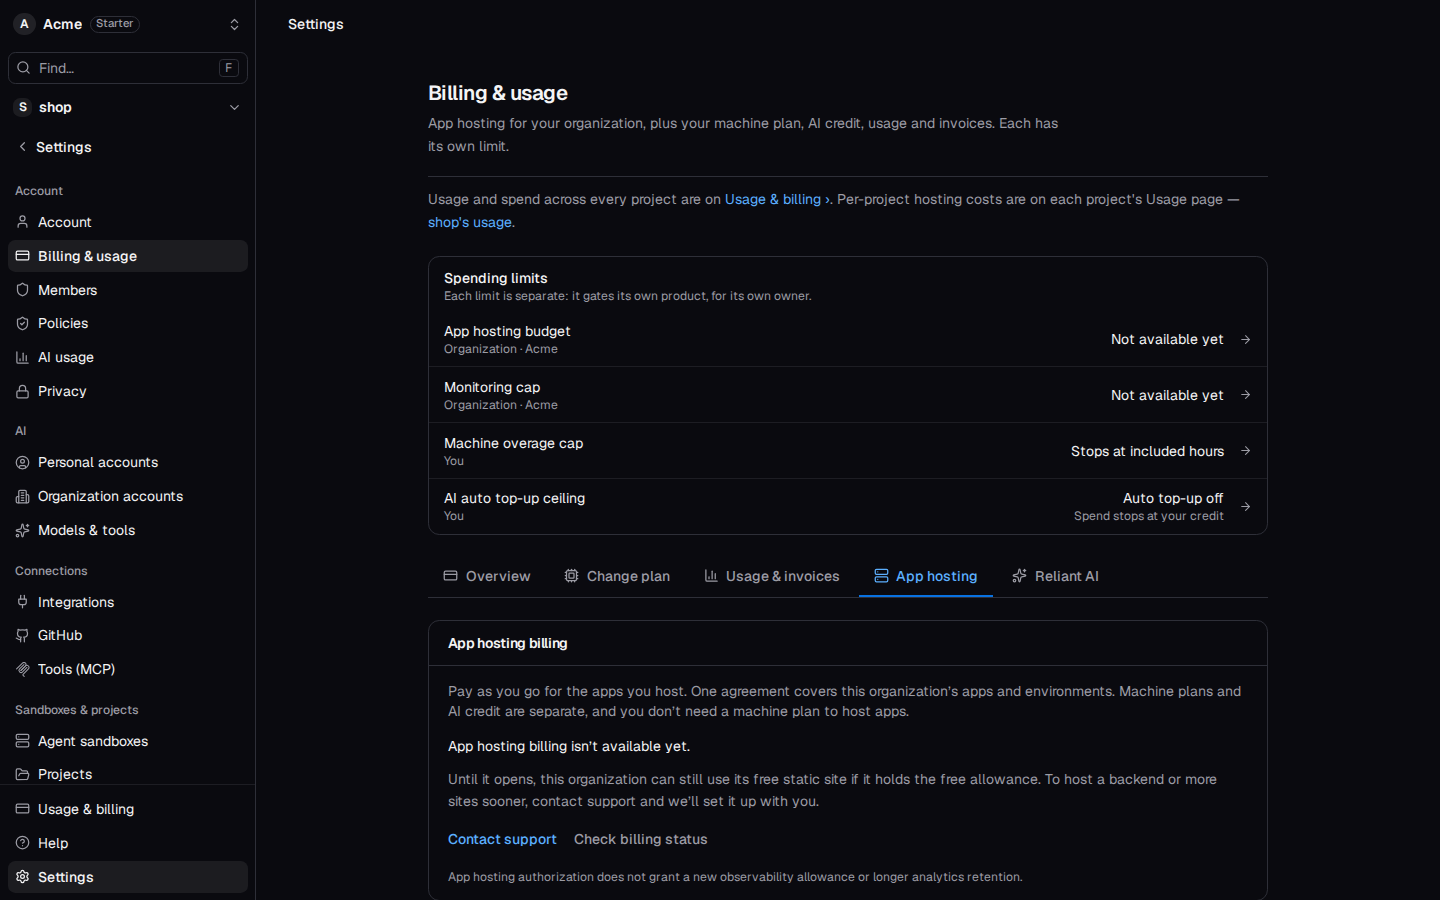 A Acme Starter
Find... F
S shop
Settings
Account
Account
Billing & usage
Members
Policies
AI usage
Privacy
AI
Personal accounts
Organization accounts
Models & tools
Connections
Integrations
GitHub
Tools (MCP)
Sandboxes & projects
Agent sandboxes
Projects
Usage & billing
Help
Settings
Settings
Billing & usage
App hosting for your organization, plus your machine plan, AI credit, usage and invoices. Each has
its own limit.
Usage and spend across every project are on Usage & billing ›. Per-project hosting costs are on each project's Usage page —
shop's usage.
Spending limits
Each limit is separate: it gates its own product, for its own owner.
App hosting budget
Organization · Acme
Not available yet
Monitoring cap
Organization · Acme
Not available yet
Machine overage cap
You
Stops at included hours
AI auto top-up ceiling
You
Auto top-up off
Spend stops at your credit
Overview Change plan Usage & invoices App hosting Reliant AI
App hosting billing
Pay as you go for the apps you host. One agreement covers this organization's apps and environments. Machine plans and
AI credit are separate, and you don't need a machine plan to host apps.
App hosting billing isn't available yet.
Until it opens, this organization can still use its free static site if it holds the free allowance. To host a backend or more
sites sooner, contact support and we'll set it up with you.
Contact support Check billing status
App hosting authorization does not grant a new observability allowance or longer analytics retention.